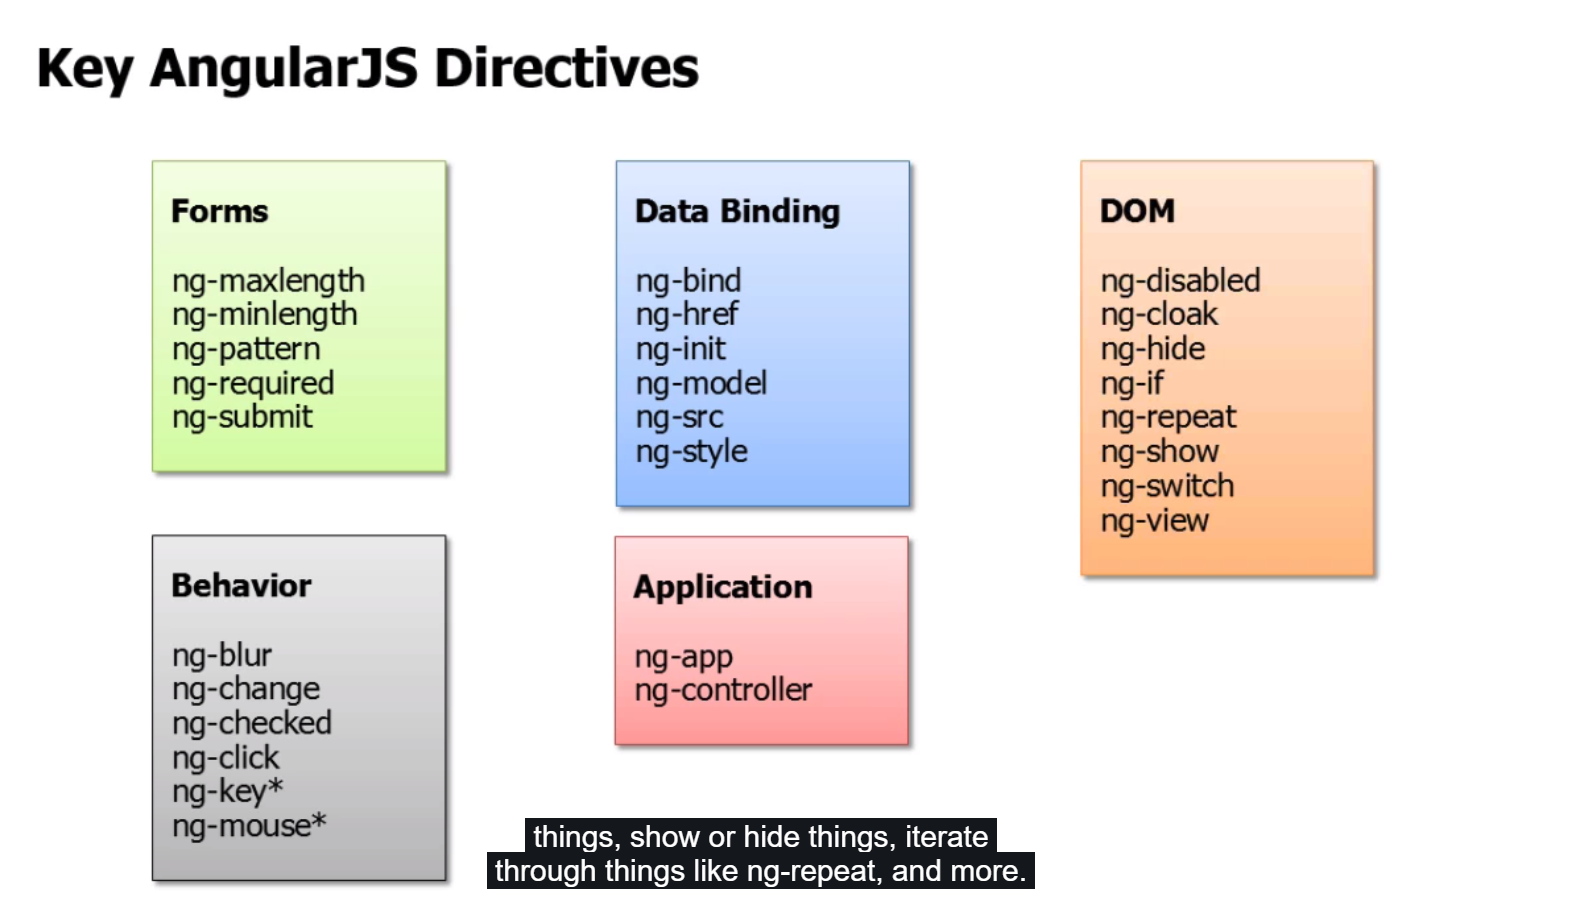 Key AngularJS Directives
Forms
ng-maxlength
ng-minlength
ng-pattern
ng-required
ng-submit
Data Binding
ng-bind
ng-href
ng-init
ng-model
ng-src
ng-style
DOM
ng-disabled
ng-cloak
ng-hide
ng-if
ng-repeat
ng-show
ng-switch
ng-view
Behavior
ng-blur
ng-change
ng-checked
ng-click
ng-key*
ng-mouse*
Application
ng-app
ng-controller
things, show or hide things, iterate
through things like ng-repeat, and more.